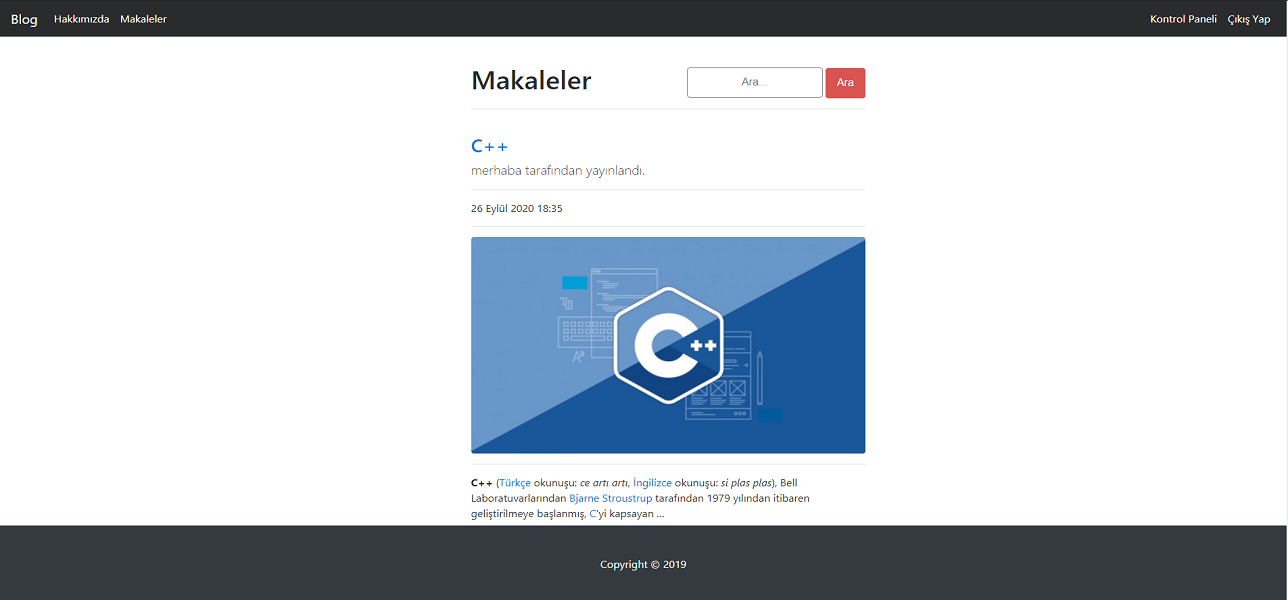 Blog Hakkımızda Makaleler Kontrol Paneli Çıkış Yap
Makaleler Ara... Ara
C++
merhaba tarafından yayınlandı.
26 Eylül 2020 18:35
C++
C++ (Türkçe okunuşu: ce artı artı, İngilizce okunuşu: si plas plas), Bell
Laboratuvarlarından Bjarne Stroustrup tarafından 1979 yılından itibaren
geliştirilmeye başlanmış, C'yi kapsayan ...
Copyright © 2019